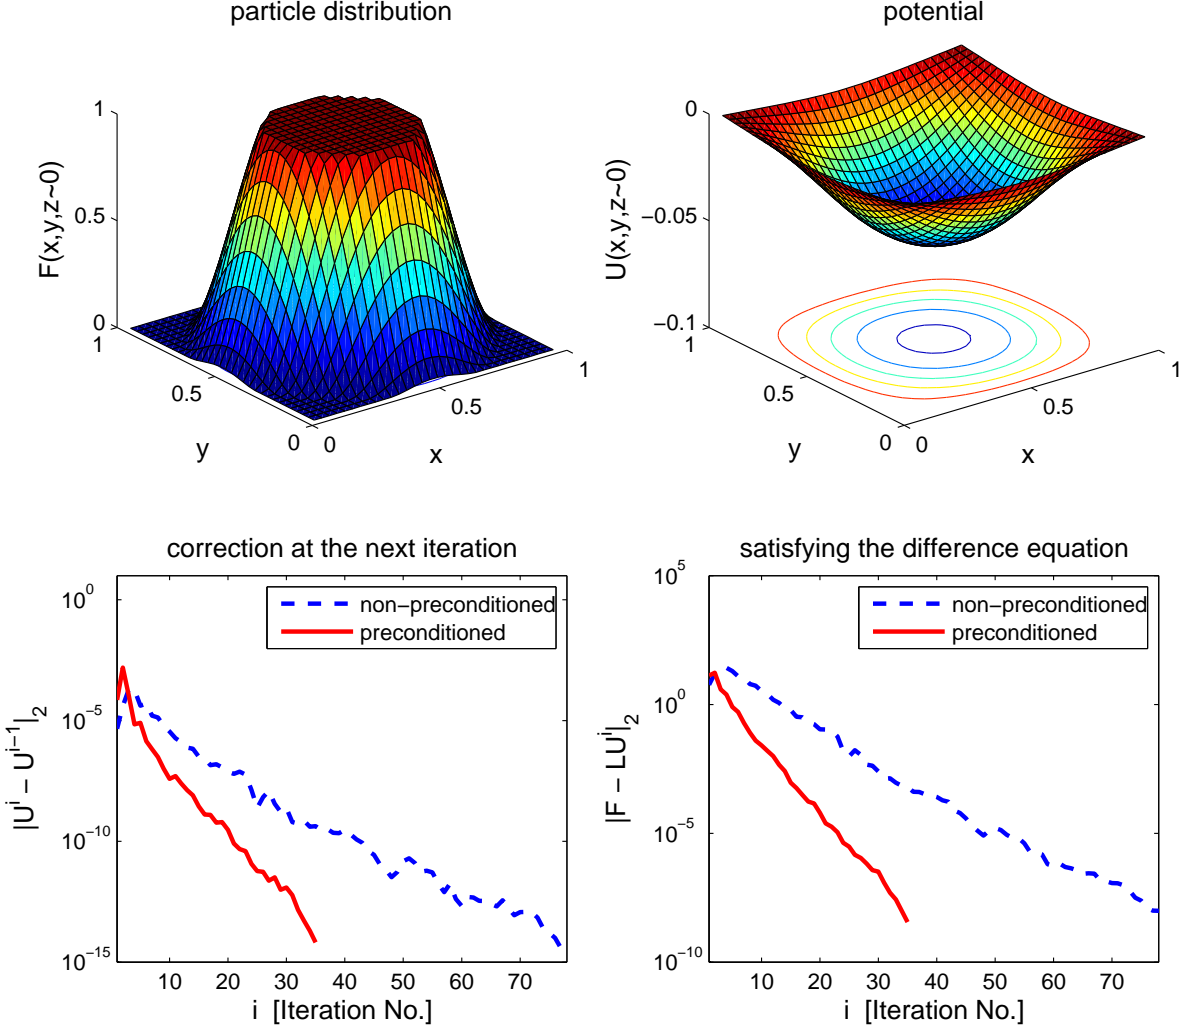 particle distribution
F(x,y,z~0)
1
0.5
0
1
0.5
0
y
0
0.5
1
x
potential
U(x,y,z~0)
0
−0.05
−0.1
1
0.5
0
y
0
0.5
1
x
correction at the next iteration
|U^i − U^{i−1}|_2
10^0
10^−5
10^−10
10^−15
non−preconditioned
preconditioned
10 20 30 40 50 60 70
i [Iteration No.]
satisfying the difference equation
|F − LU^i|_2
10^5
10^0
10^−5
10^−10
non−preconditioned
preconditioned
10 20 30 40 50 60 70
i [Iteration No.]